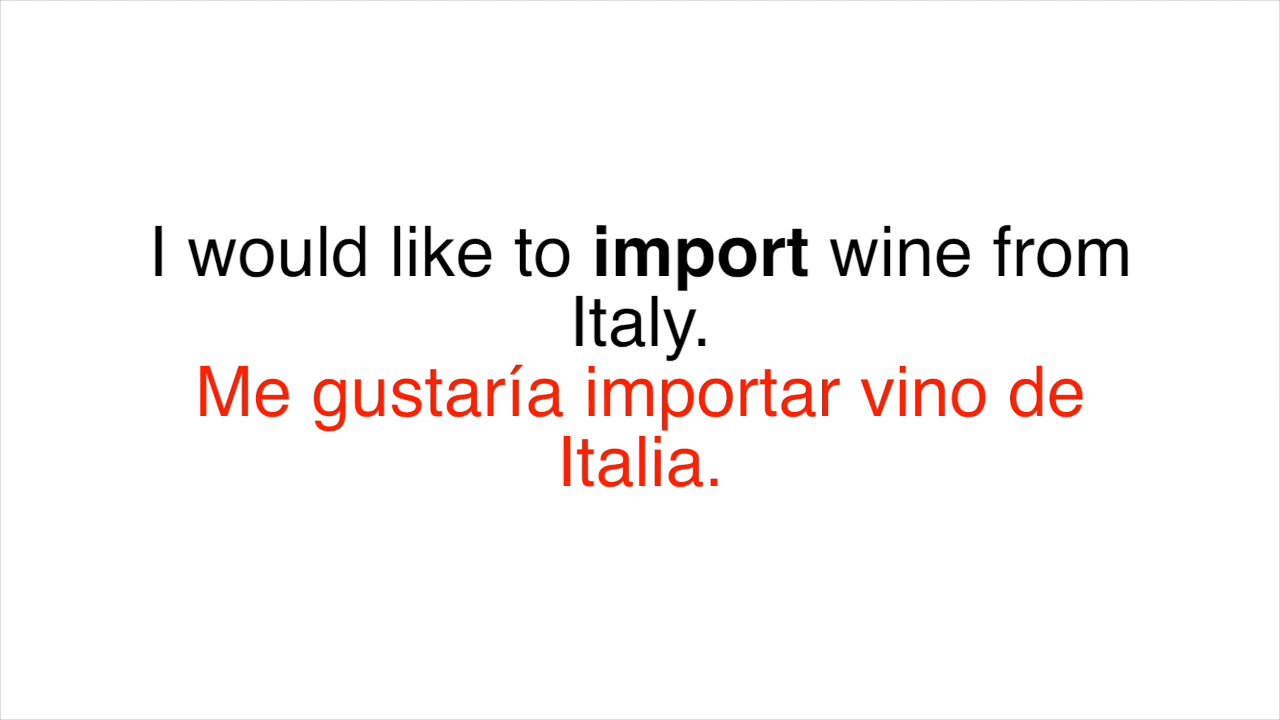 I would like to import wine from
Italy.
Me gustaría importar vino de
Italia.